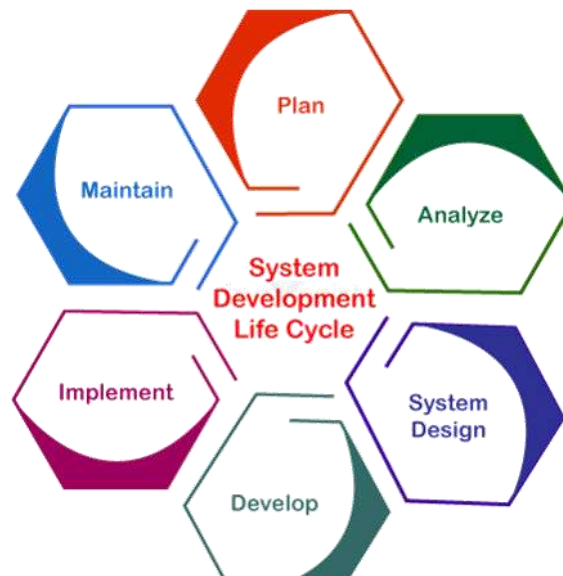 Plan
Analyze
System
Design
Develop
Implement
Maintain
System
Development
Life Cycle